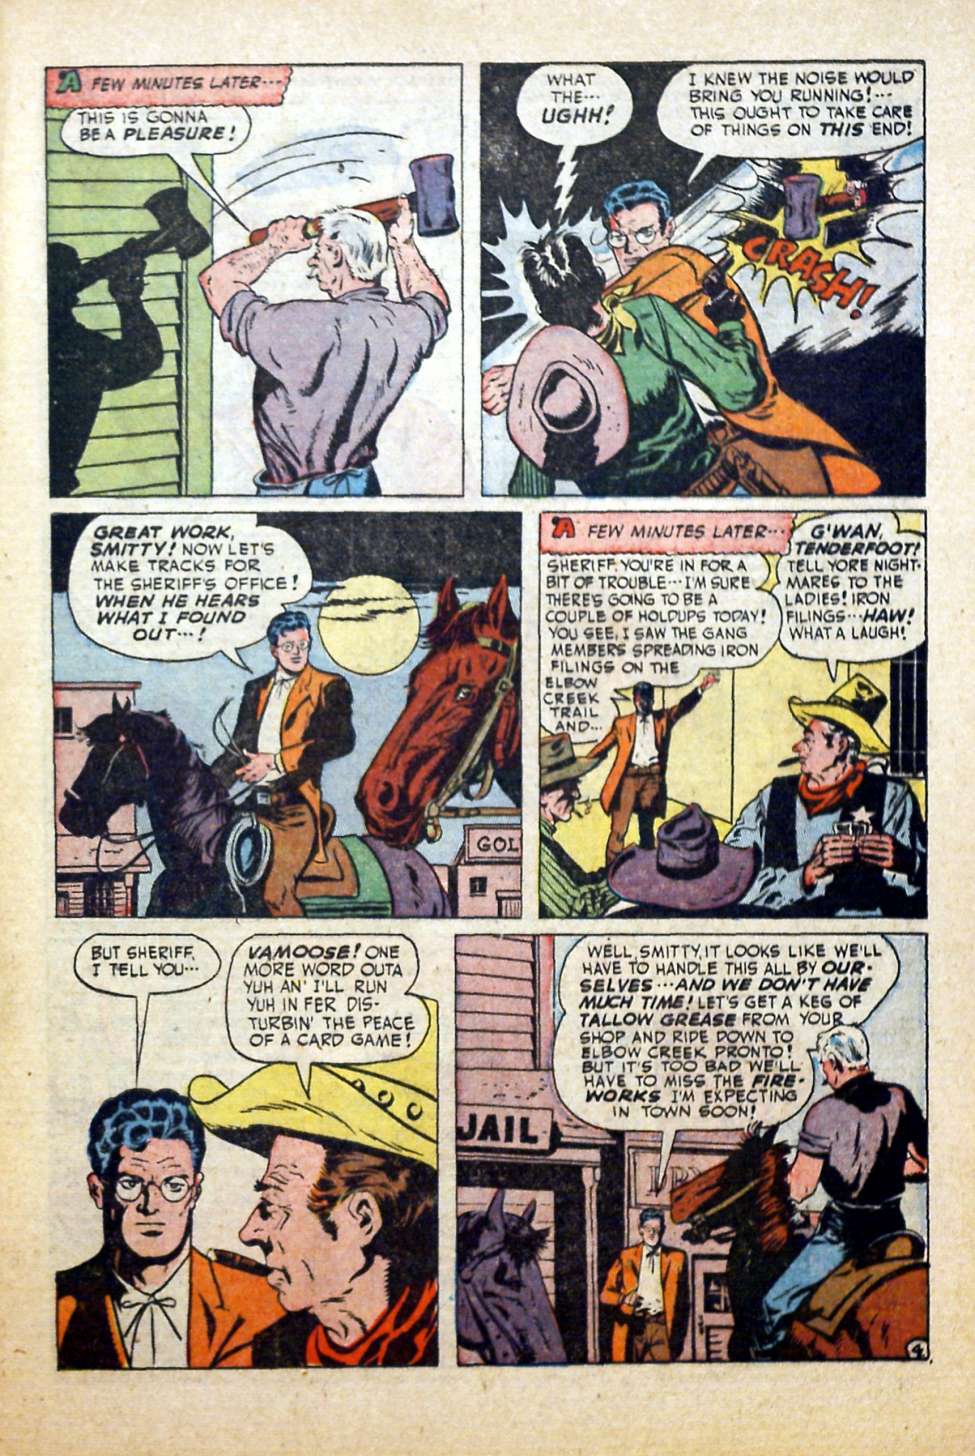 A FEW MINUTES LATER---
THIS IS GONNA
BE A PLEASURE!
WHAT
THE---
UGHH!
I KNEW THE NOISE WOULD
BRING YOU RUNNING!---
THIS OUGHT TO TAKE CARE
OF THINGS ON THIS END!
CRASH!
GREAT WORK,
SMITTY! NOW LET'S
MAKE TRACKS FOR
THE SHERIFF'S OFFICE!
WHEN HE HEARS
WHAT I FOUND
OUT---!
GOL
A FEW MINUTES LATER---
SHERIFF, YOU'RE IN FOR A
BIT OF TROUBLE---I'M SURE
THERE'S GOING TO BE A
COUPLE OF HOLDUPS TODAY!
YOU SEE, I SAW THE GANG
MEMBERS SPREADING IRON
FILINGS ON THE
ELBOW
CREEK
TRAIL
AND---
G'WAN,
TENDERFOOT!
TELL YORE NIGHT-
MARES TO THE
LADIES! IRON
FILINGS---HAW!
WHAT A LAUGH!
BUT SHERIFF,
I TELL YOU---
VAMOOSE! ONE
MORE WORD OUTA
YUH AN' I'LL RUN
YUH IN FER DIS-
TURBIN' THE PEACE
OF A CARD GAME!
WELL, SMITTY, IT LOOKS LIKE WE'LL
HAVE TO HANDLE THIS ALL BY OUR-
SELVES---AND WE DON'T HAVE
MUCH TIME! LET'S GET A KEG OF
TALLOW GREASE FROM YOUR
SHOP AND RIDE DOWN TO
ELBOW CREEK PRONTO!
BUT IT'S TOO BAD WE'LL
HAVE TO MISS THE FIRE-
WORKS I'M EXPECTING
IN TOWN SOON!
JAIL
4